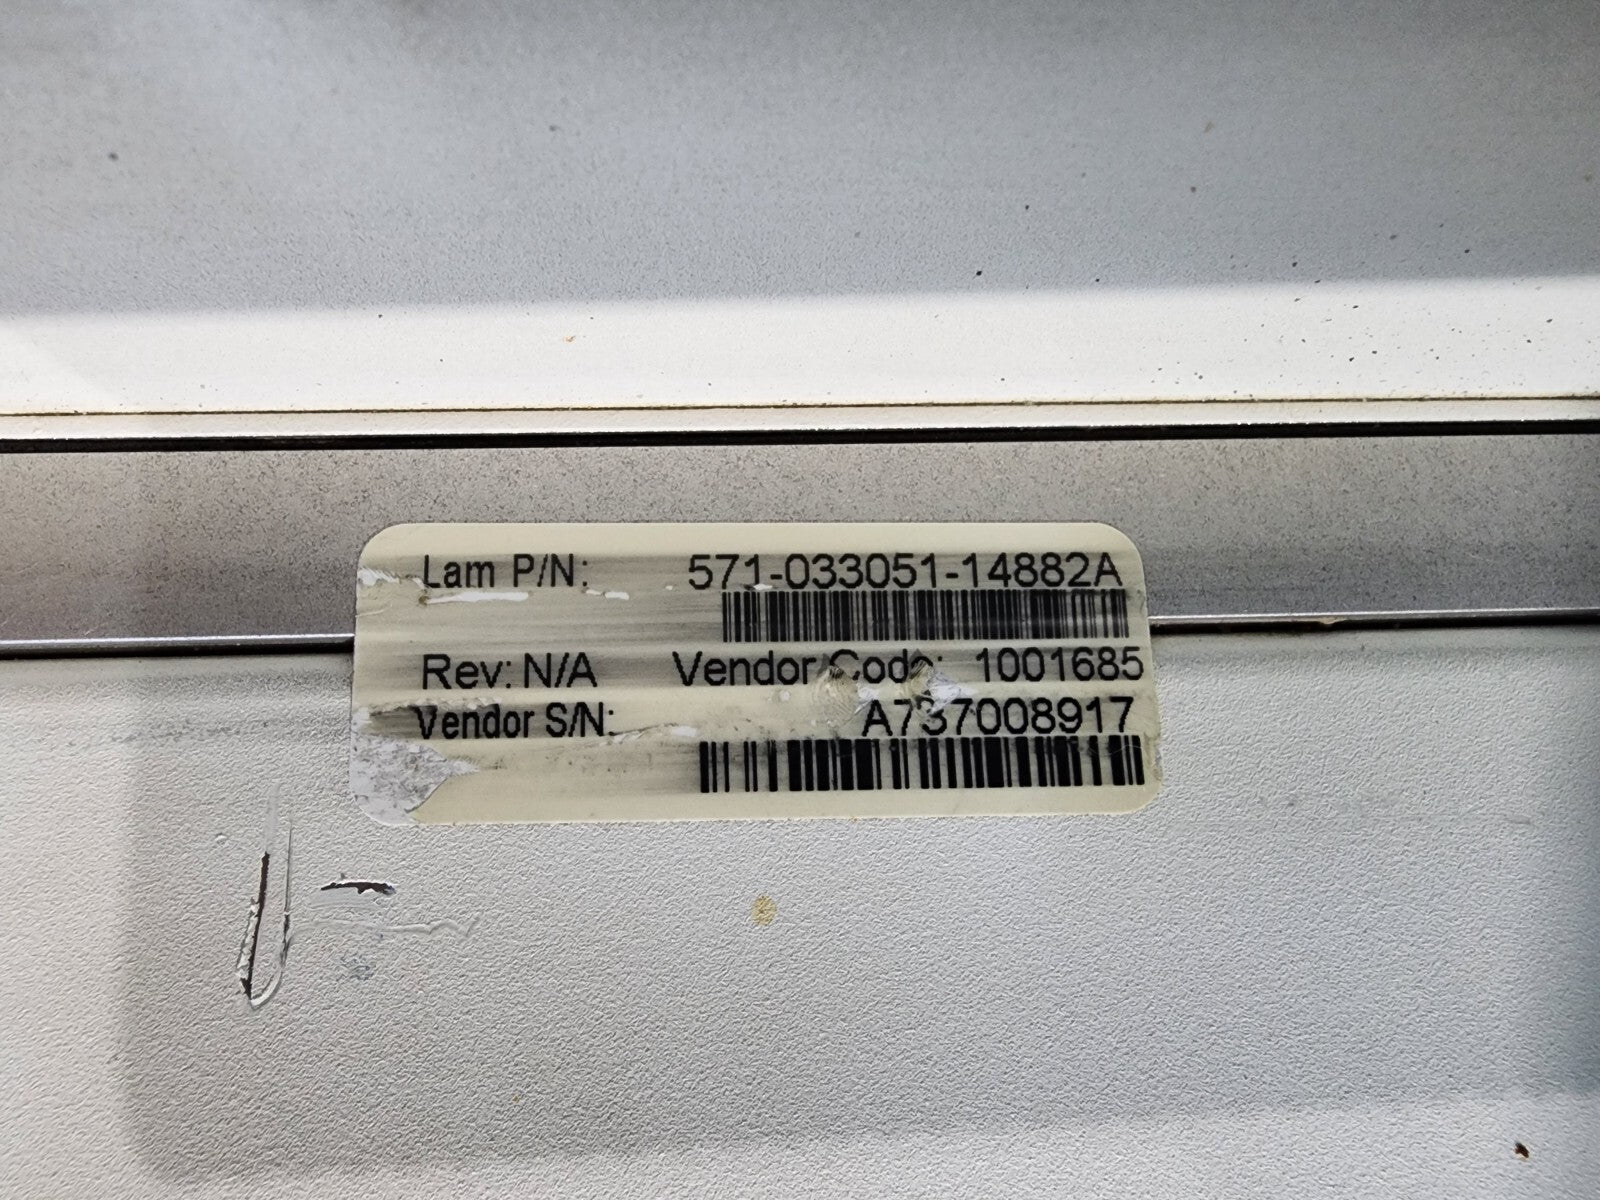 Lam P/N: 571-033051-14882A
Rev: N/A Vendor Code: 1001685
Vendor S/N: A737008917